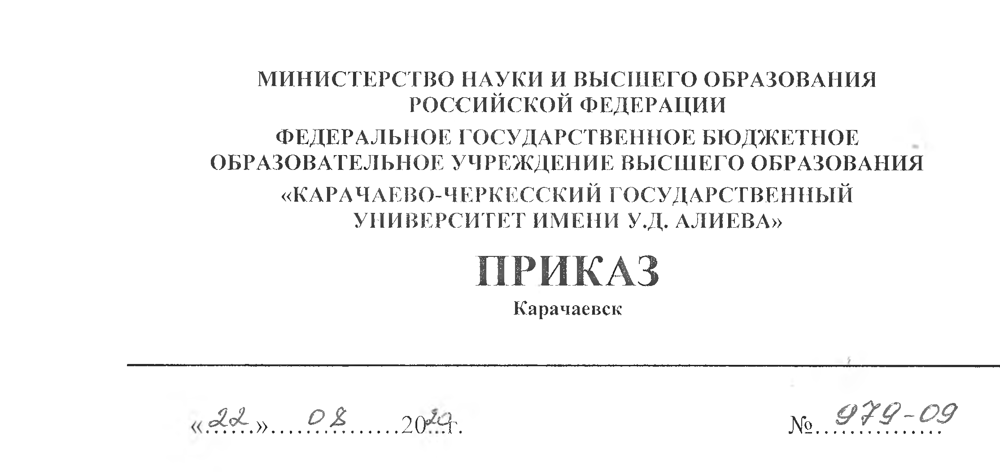 МИНИСТЕРСТВО НАУКИ И ВЫСШЕГО ОБРАЗОВАНИЯ
РОССИЙСКОЙ ФЕДЕРАЦИИ
ФЕДЕРАЛЬНОЕ ГОСУДАРСТВЕННОЕ БЮДЖЕТНОЕ
ОБРАЗОВАТЕЛЬНОЕ УЧРЕЖДЕНИЕ ВЫСШЕГО ОБРАЗОВАНИЯ
«КАРАЧАЕВО-ЧЕРКЕССКИЙ ГОСУДАРСТВЕННЫЙ
УНИВЕРСИТЕТ ИМЕНИ У.Д. АЛИЕВА»
ПРИКАЗ
Карачаевск
«22» 08 2020г. № 979-09